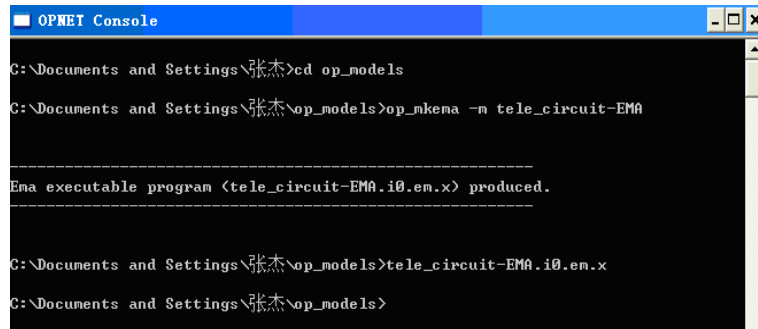 OPNET Console
C:\Documents and Settings\张杰>cd op_models
C:\Documents and Settings\张杰\op_models>op_mkema -m tele_circuit-EMA
------------------------------------------------------
Ema executable program (tele_circuit-EMA.i0.em.x) produced.
------------------------------------------------------
C:\Documents and Settings\张杰\op_models>tele_circuit-EMA.i0.em.x
C:\Documents and Settings\张杰\op_models>